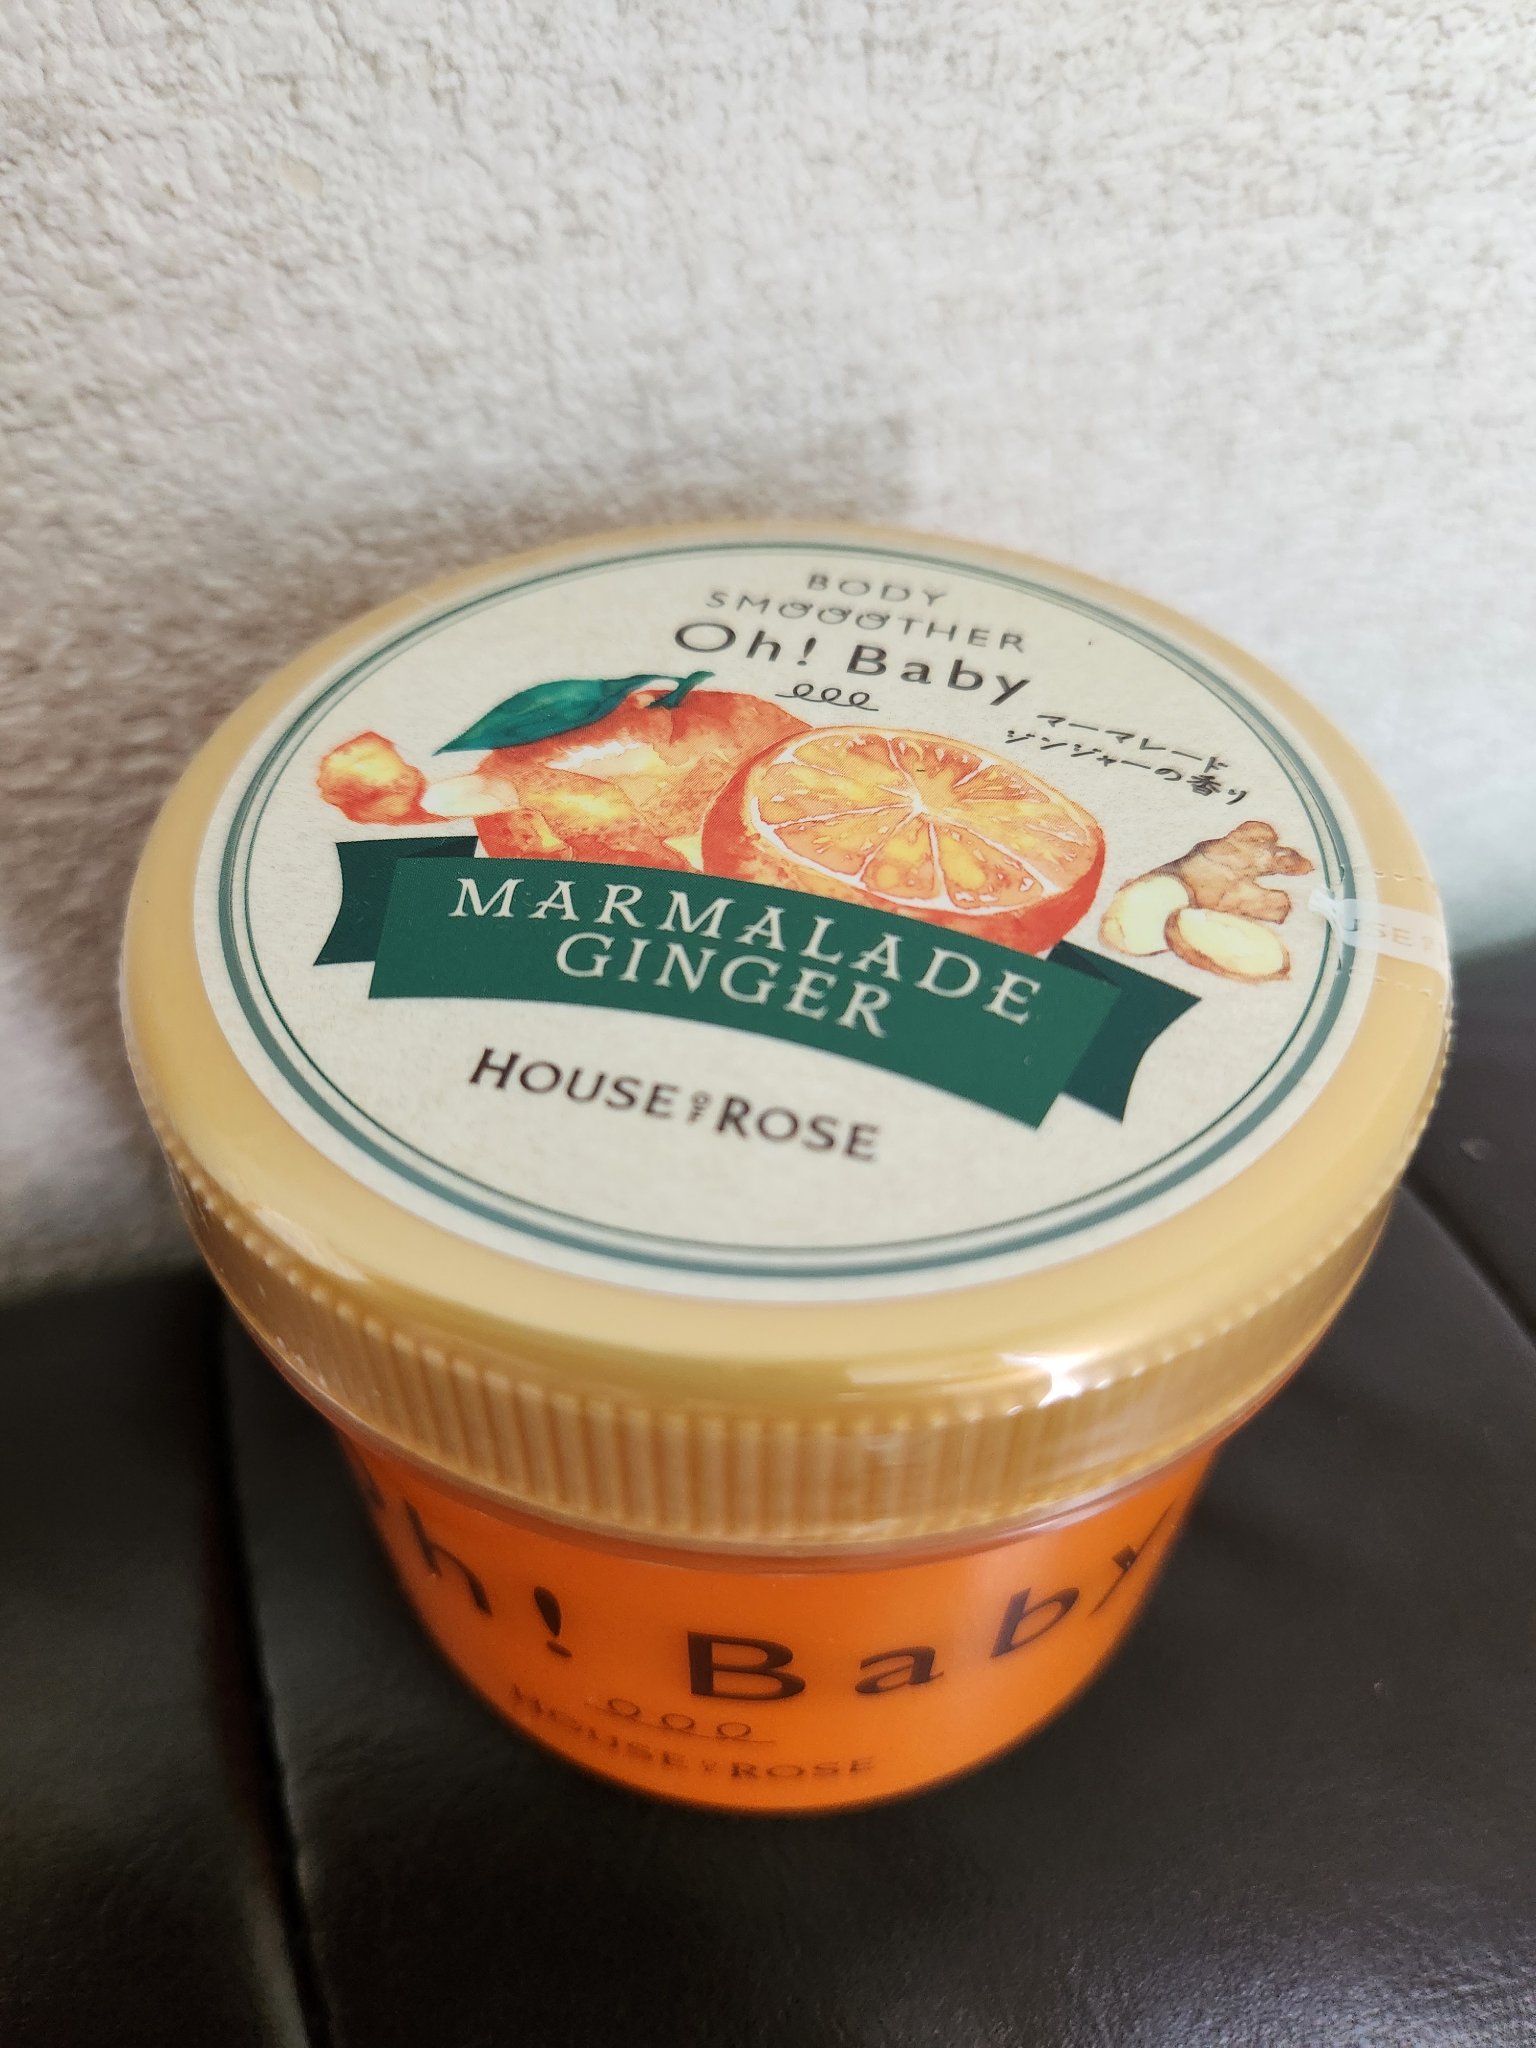 BODY
SMOOOTHER
Oh! Baby
マーマレード
ジンジャーの香り
MARMALADE
GINGER
HOUSE OF ROSE
Oh! Baby
HOUSE OF ROSE